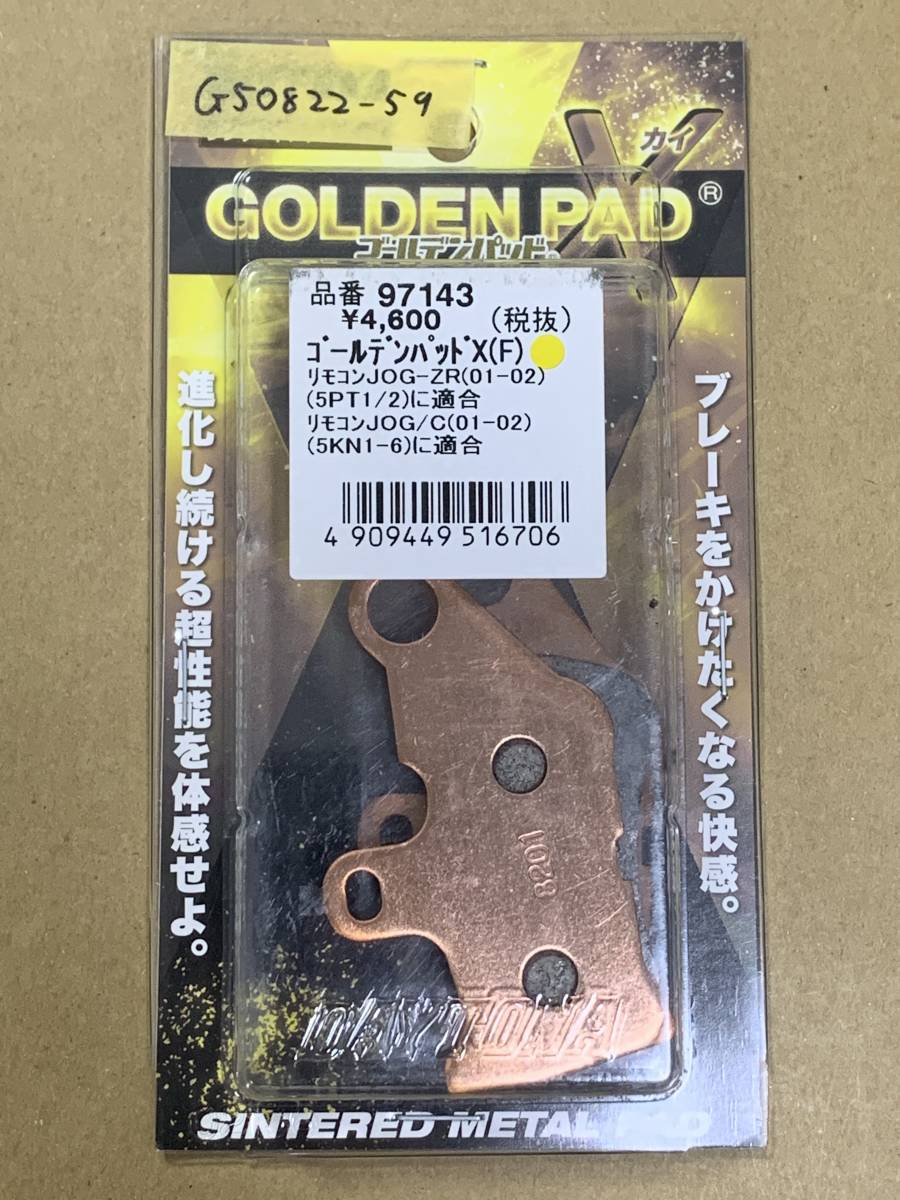 G50822-59
カイ
X
GOLDEN PAD®
ゴールデンパッド®
品番 97143
¥4,600 (税抜)
ｺﾞｰﾙﾃﾞﾝﾊﾟｯﾄﾞX(F)
リモコンJOG-ZR(01-02)
(5PT1/2)に適合
リモコンJOG/C(01-02)
(5KN1-6)に適合
4 909449 516706
進化し続ける超性能を体感せよ。
ブレーキをかけたくなる快感。
8201
DAYTONA
SINTERED METAL PAD